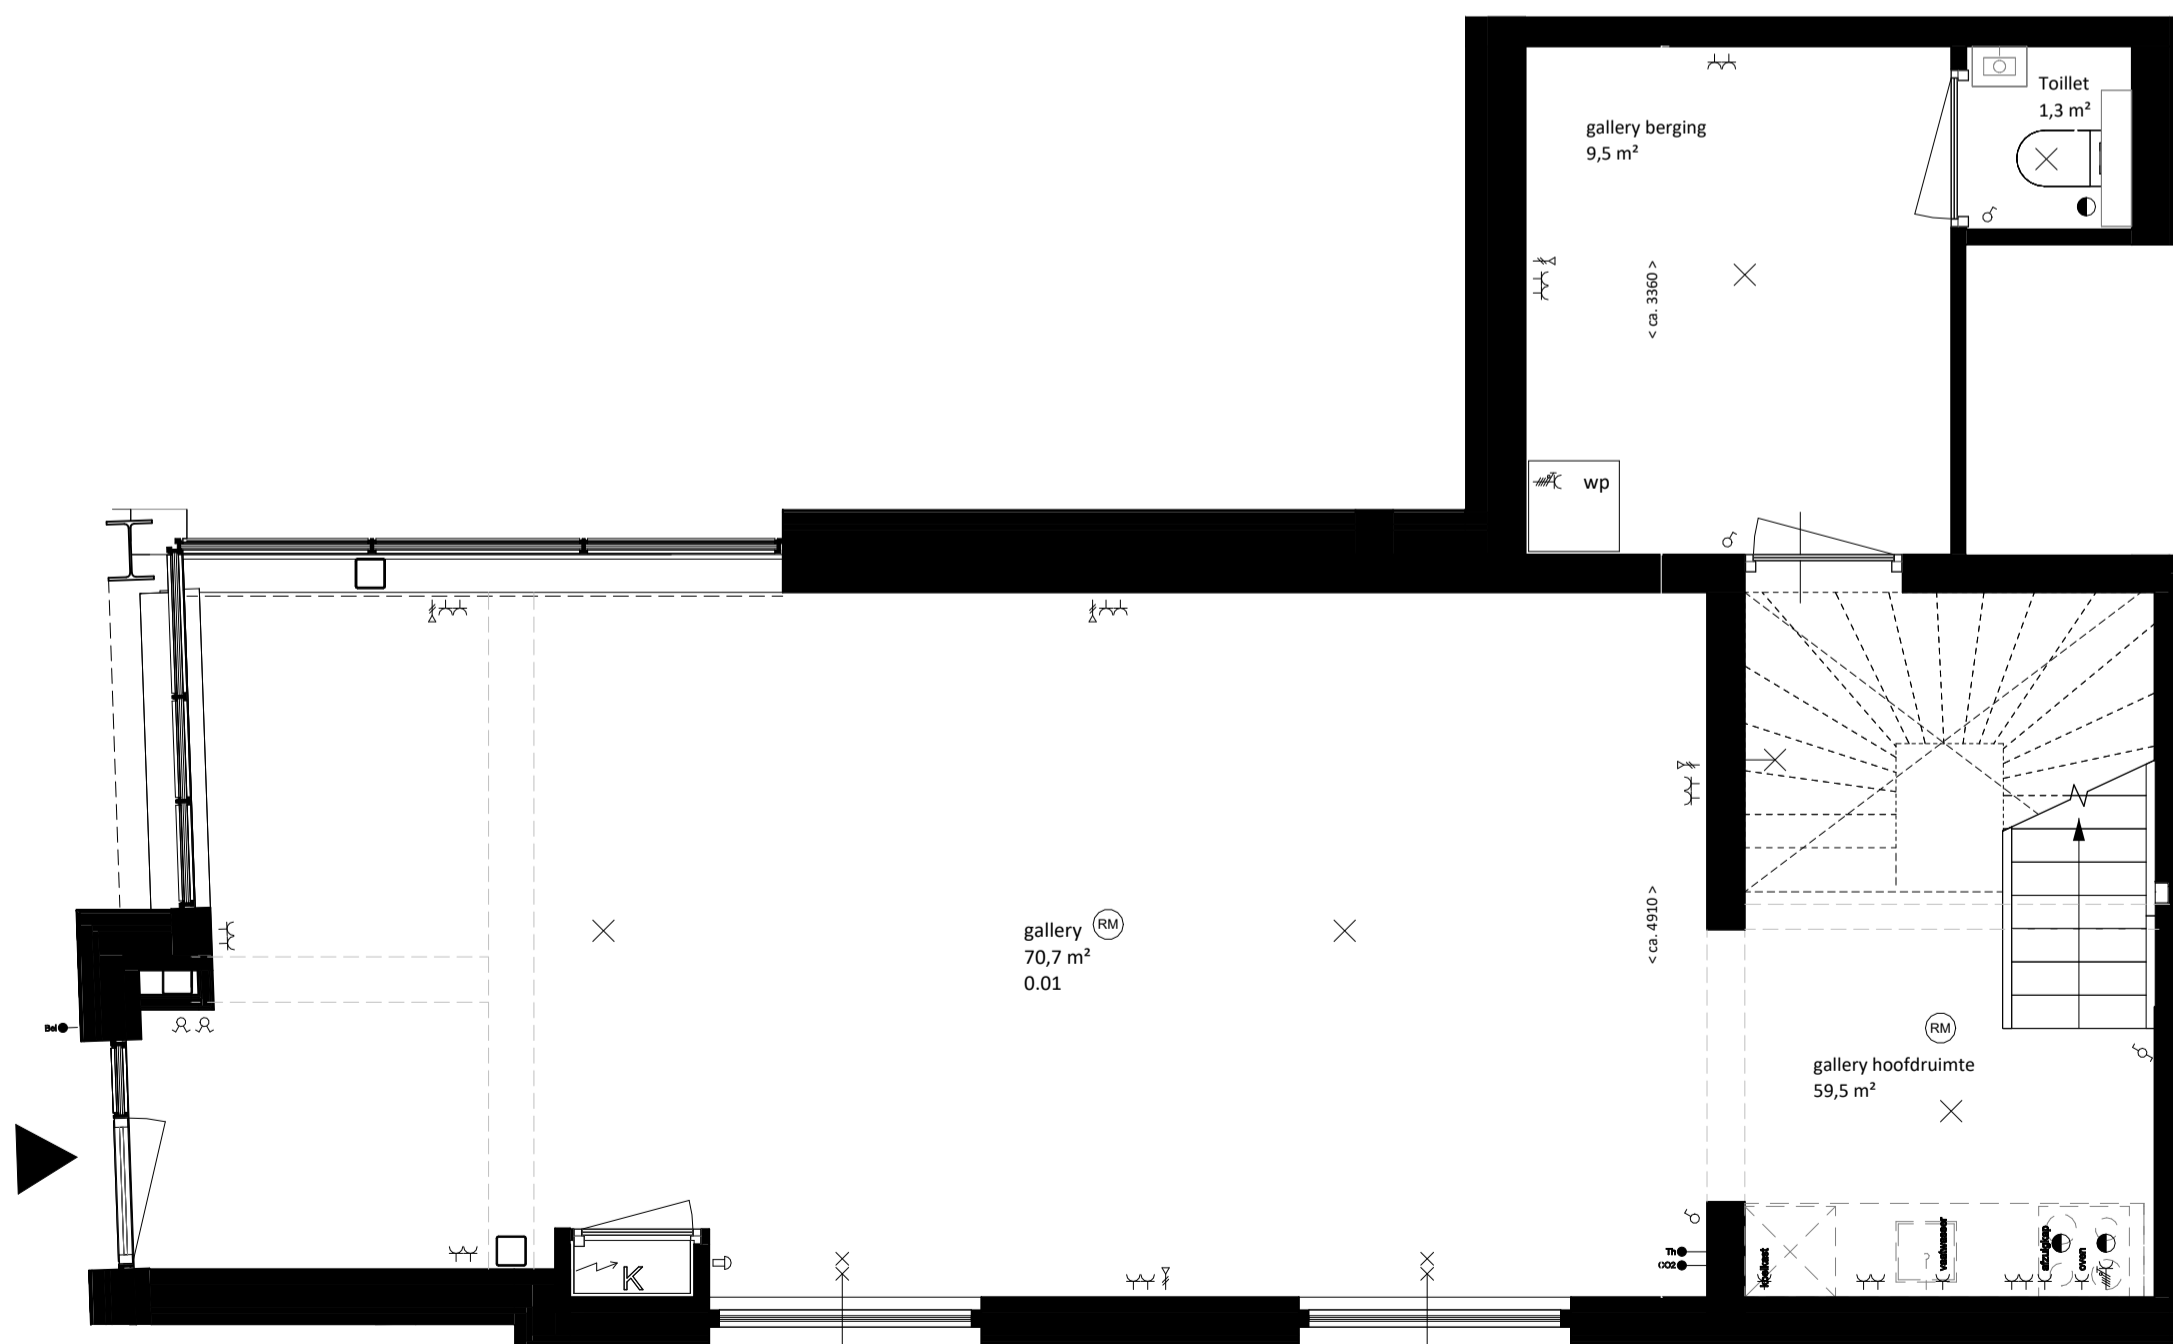 Toillet
1,3 m²
gallery berging
9,5 m²
< ca. 3360 >
wp
gallery
70,7 m²
0.01
RM
< ca. 4910 >
Bel
RM
gallery hoofdruimte
59,5 m²
K
Th
CO2
koelkast
vaatwasser
afzuigkap
oven